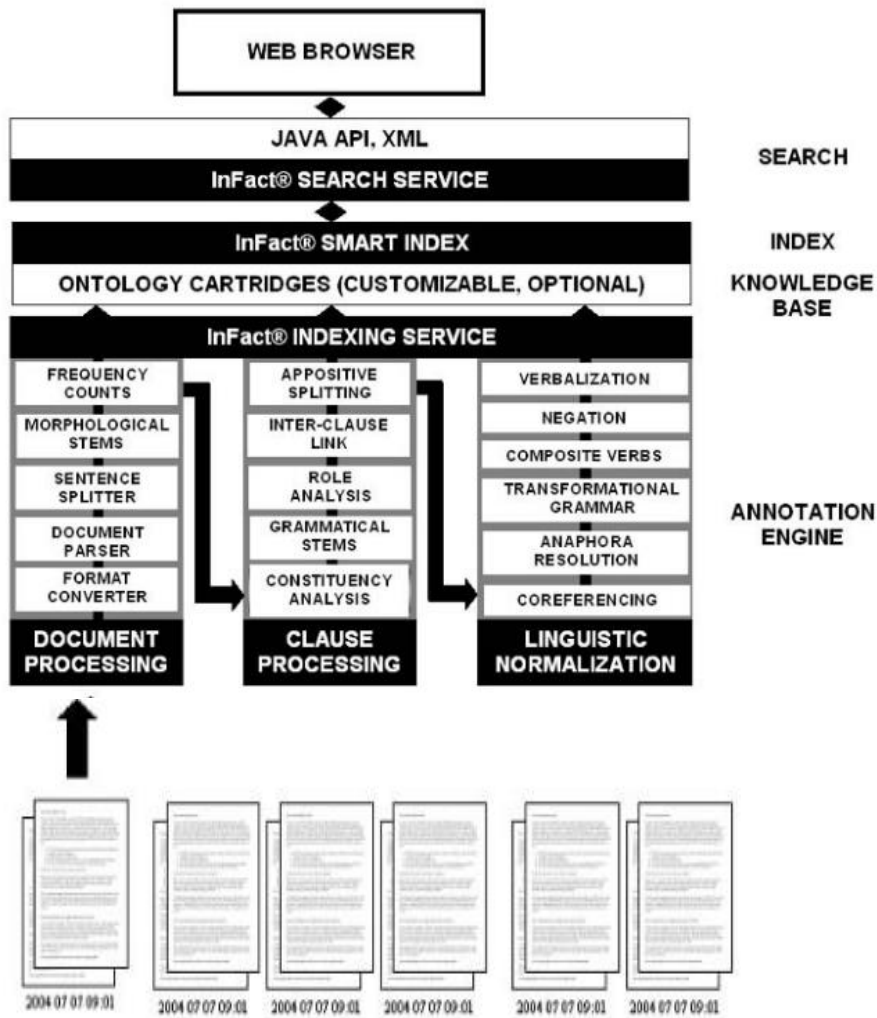 WEB BROWSER
JAVA API, XML
InFact® SEARCH SERVICE
SEARCH
InFact® SMART INDEX
INDEX
ONTOLOGY CARTRIDGES (CUSTOMIZABLE, OPTIONAL)
KNOWLEDGE
BASE
InFact® INDEXING SERVICE
FREQUENCY
COUNTS
MORPHOLOGICAL
STEMS
SENTENCE
SPLITTER
DOCUMENT
PARSER
FORMAT
CONVERTER
DOCUMENT
PROCESSING
APPOSITIVE
SPLITTING
INTER-CLAUSE
LINK
ROLE
ANALYSIS
GRAMMATICAL
STEMS
CONSTITUENCY
ANALYSIS
CLAUSE
PROCESSING
VERBALIZATION
NEGATION
COMPOSITE VERBS
TRANSFORMATIONAL
GRAMMAR
ANAPHORA
RESOLUTION
COREFERENCING
LINGUISTIC
NORMALIZATION
ANNOTATION
ENGINE
2004 07 07 09:01
2004 07 07 09:01
2004 07 07 09:01
2004 07 07 09:01
2004 07 07 09:01
2004 07 07 09:01